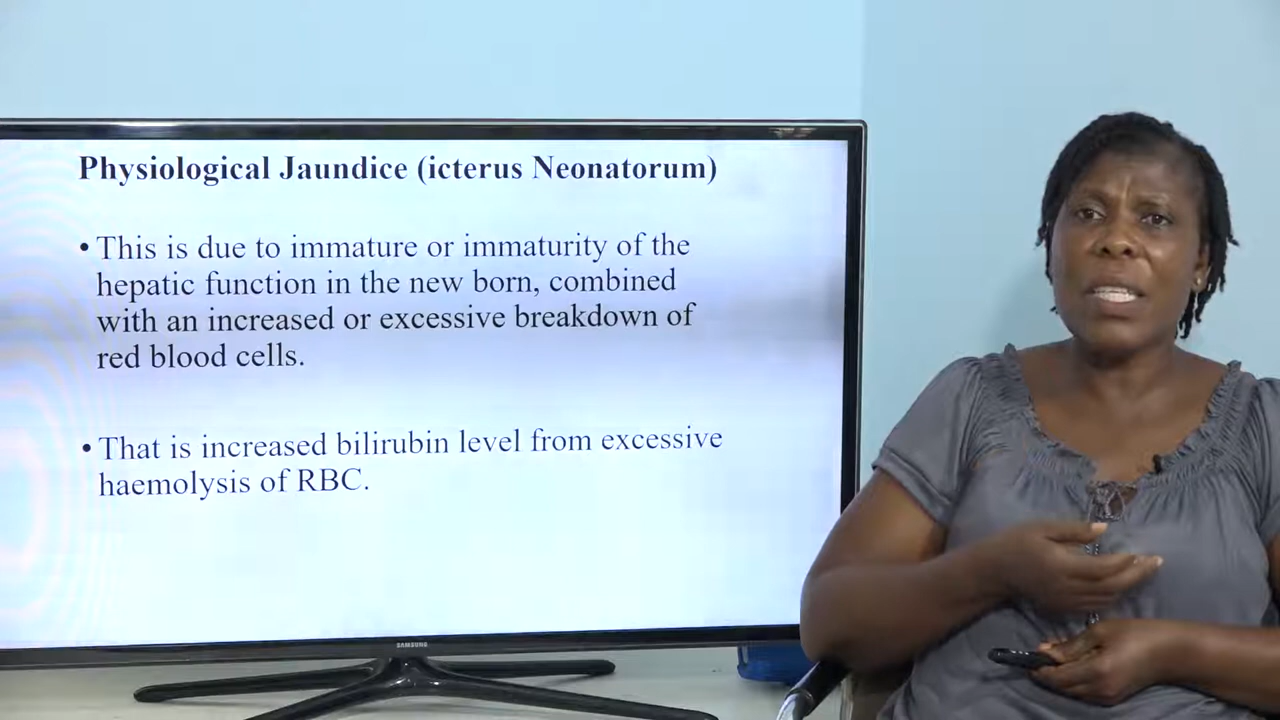 Physiological Jaundice (icterus Neonatorum)
• This is due to immature or immaturity of the
hepatic function in the new born, combined
with an increased or excessive breakdown of
red blood cells.
• That is increased bilirubin level from excessive
haemolysis of RBC.
SAMSUNG